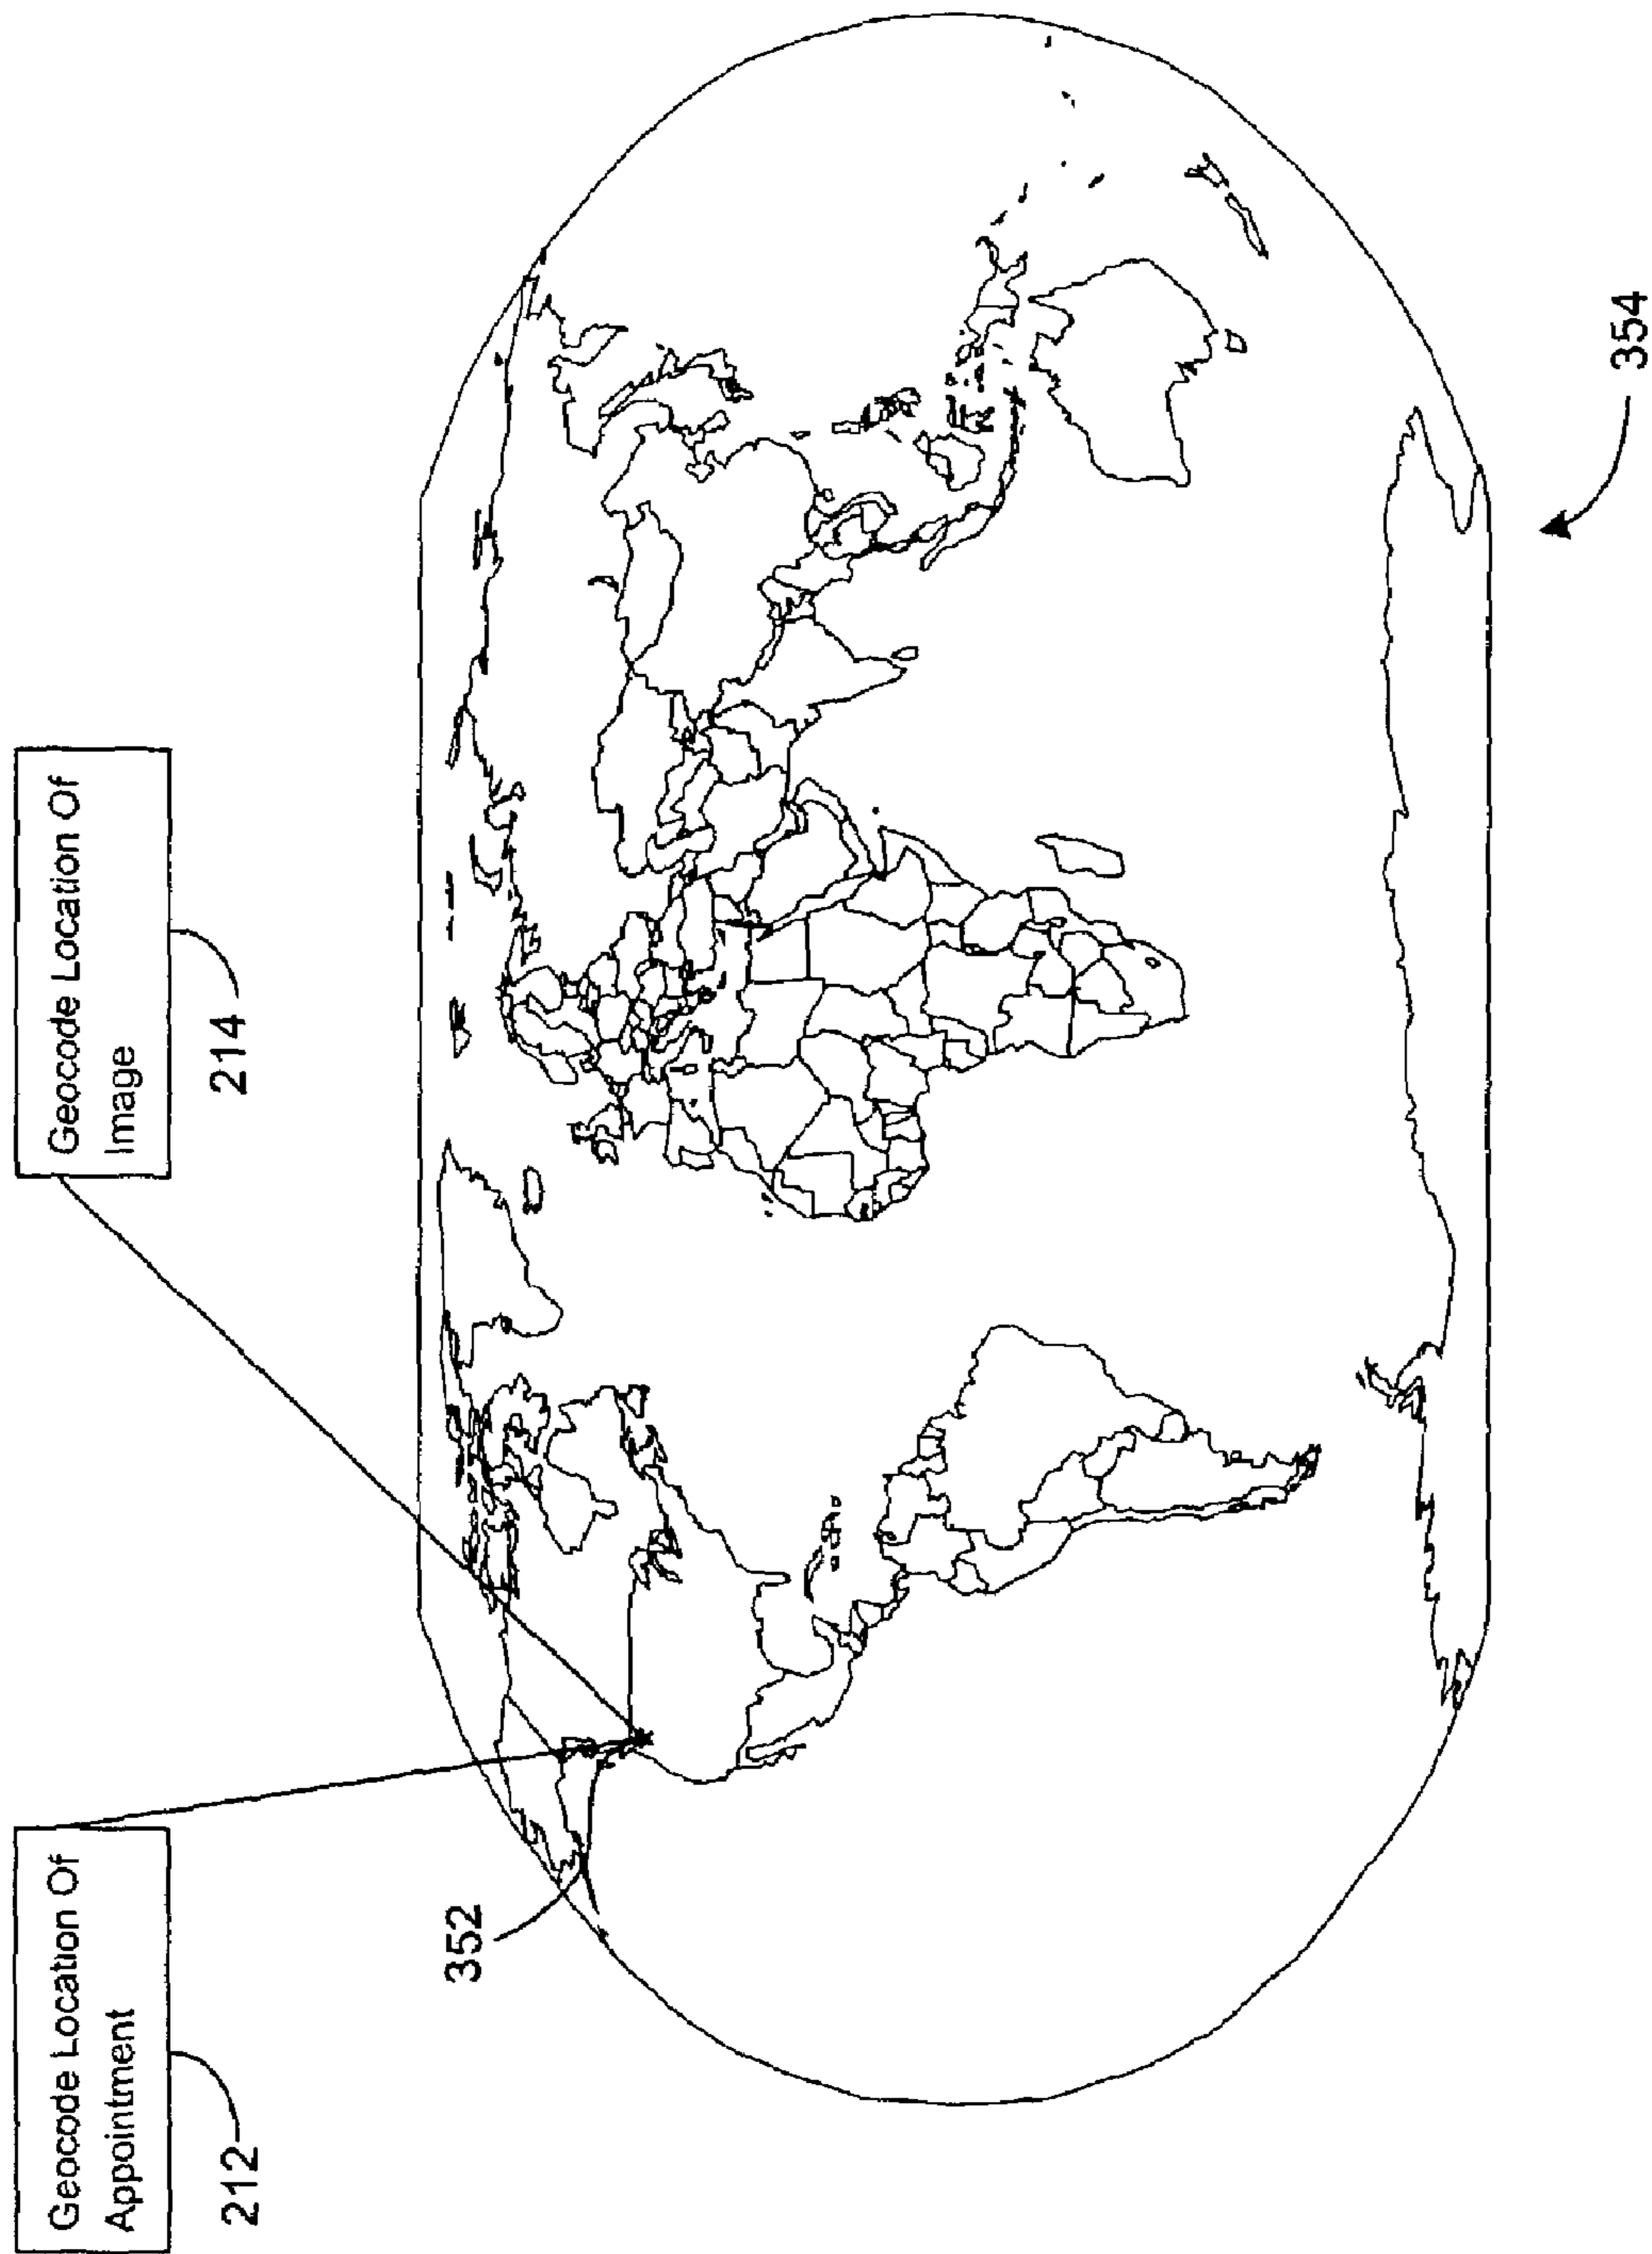 Geocode Location Of
Appointment
212
Geocode Location Of
Image
214
352
354